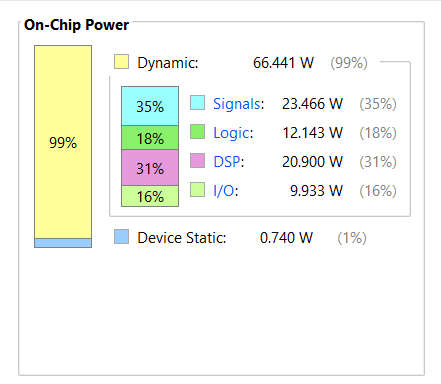 On-Chip Power
Dynamic: 66.441 W (99%)
99%
35% Signals: 23.466 W (35%)
18% Logic: 12.143 W (18%)
31% DSP: 20.900 W (31%)
16% I/O: 9.933 W (16%)
Device Static: 0.740 W (1%)